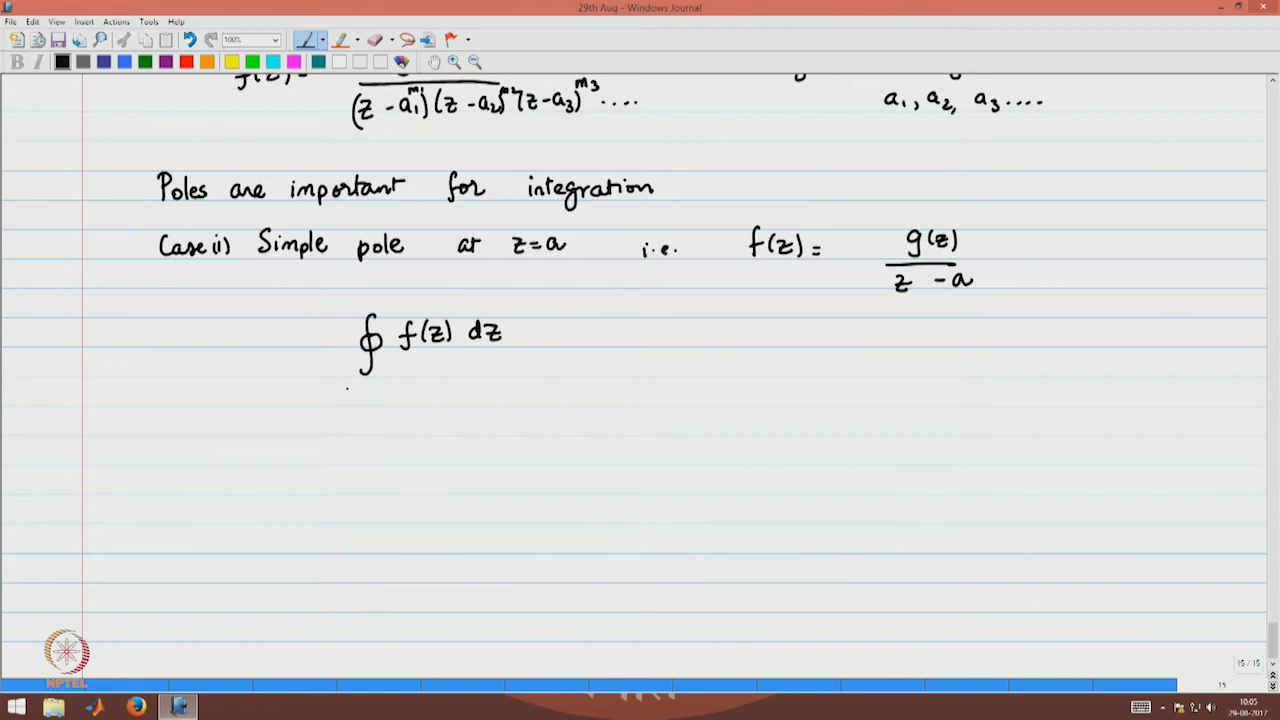 29th Aug - Windows Journal
File Edit View Insert Actions Tools Help
100%
B I
f(z) =
(z - a1)^m1 (z - a2)^m2 (z - a3)^m3 ....
a1, a2, a3 ....
Poles are important for integration
Case i) Simple pole at z=a i.e. f(z) = g(z) / z - a
∮ f(z) dz
NPTEL
15 / 15
15
10:05
29-08-2017